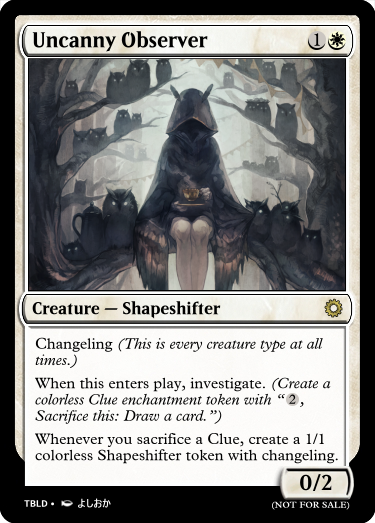 Uncanny Observer 1
Creature — Shapeshifter
Changeling (This is every creature type at all
times.)
When this enters play, investigate. (Create a
colorless Clue enchantment token with “2,
Sacrifice this: Draw a card.”)
Whenever you sacrifice a Clue, create a 1/1
colorless Shapeshifter token with changeling.
0/2
TBLD • よしおか (NOT FOR SALE)